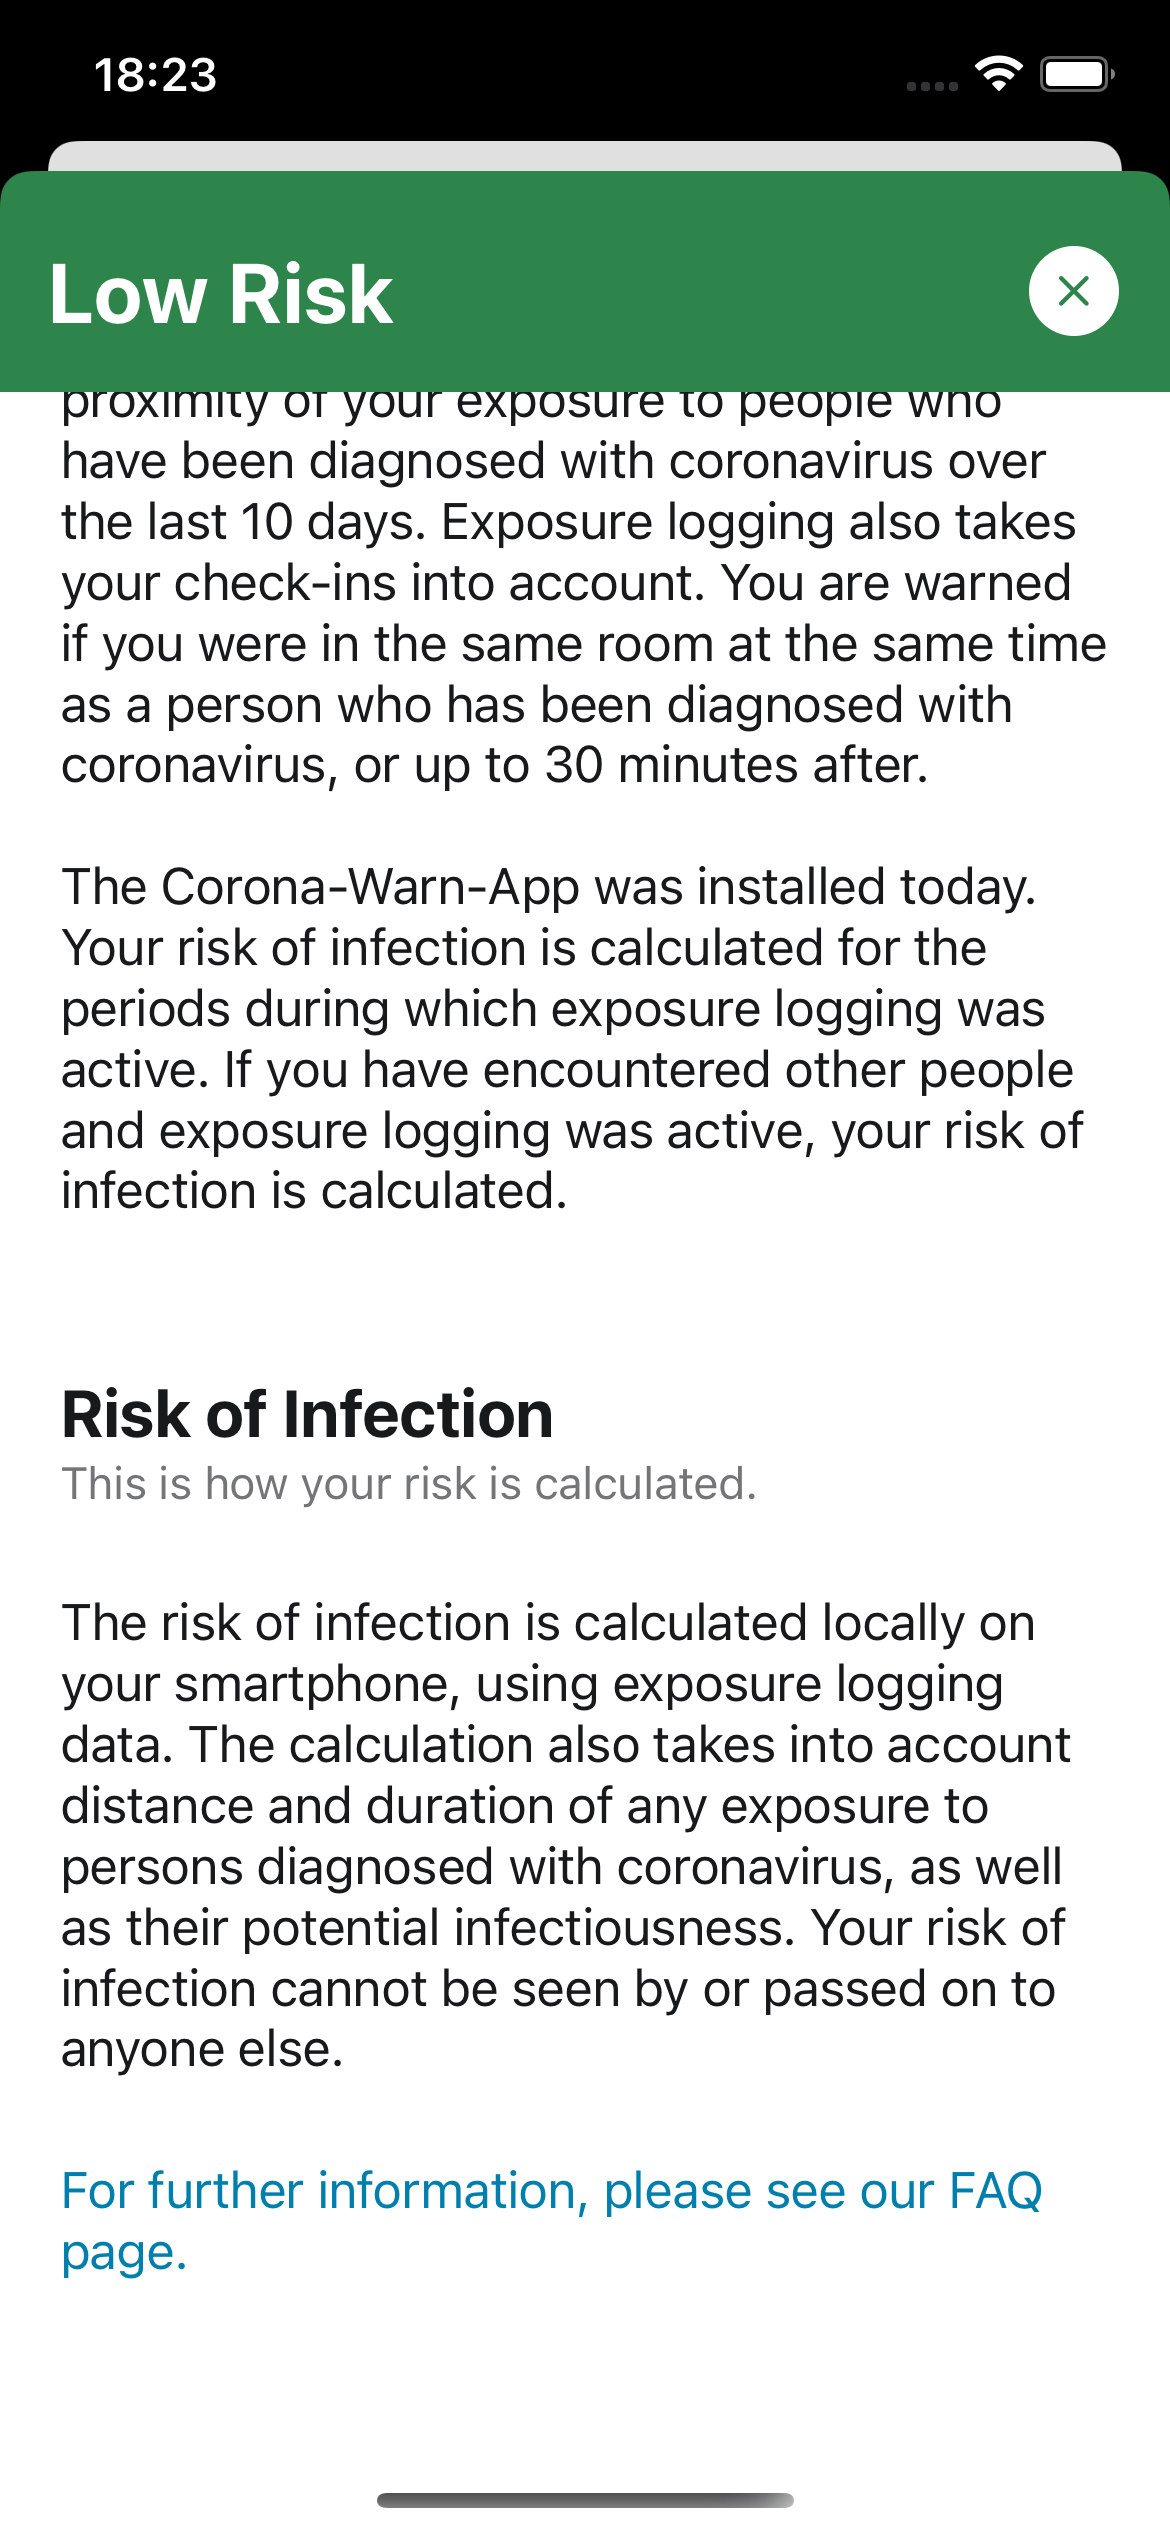 18:23
Low Risk
proximity of your exposure to people who
have been diagnosed with coronavirus over
the last 10 days. Exposure logging also takes
your check-ins into account. You are warned
if you were in the same room at the same time
as a person who has been diagnosed with
coronavirus, or up to 30 minutes after.
The Corona-Warn-App was installed today.
Your risk of infection is calculated for the
periods during which exposure logging was
active. If you have encountered other people
and exposure logging was active, your risk of
infection is calculated.
Risk of Infection
This is how your risk is calculated.
The risk of infection is calculated locally on
your smartphone, using exposure logging
data. The calculation also takes into account
distance and duration of any exposure to
persons diagnosed with coronavirus, as well
as their potential infectiousness. Your risk of
infection cannot be seen by or passed on to
anyone else.
For further information, please see our FAQ
page.